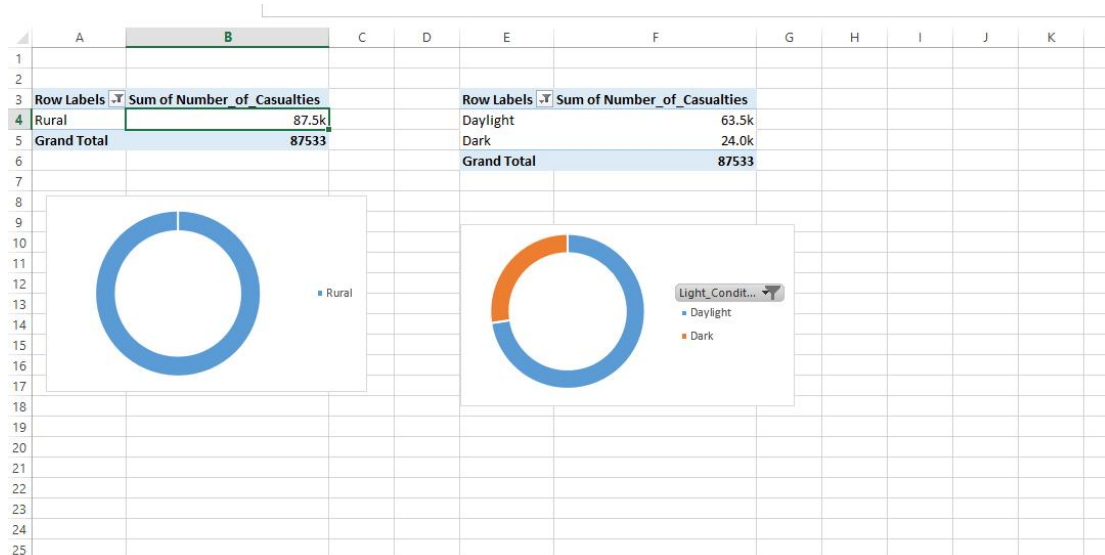 A B C D E F G H I J K
1
2
3 Row Labels Sum of Number_of_Casualties Row Labels Sum of Number_of_Casualties
4 Rural 87.5k Daylight 63.5k
5 Grand Total 87533 Dark 24.0k
6 Grand Total 87533
7
8
9
10
11
12 Light_Condit...
13 Rural Daylight
14 Dark
15
16
17
18
19
20
21
22
23
24
25